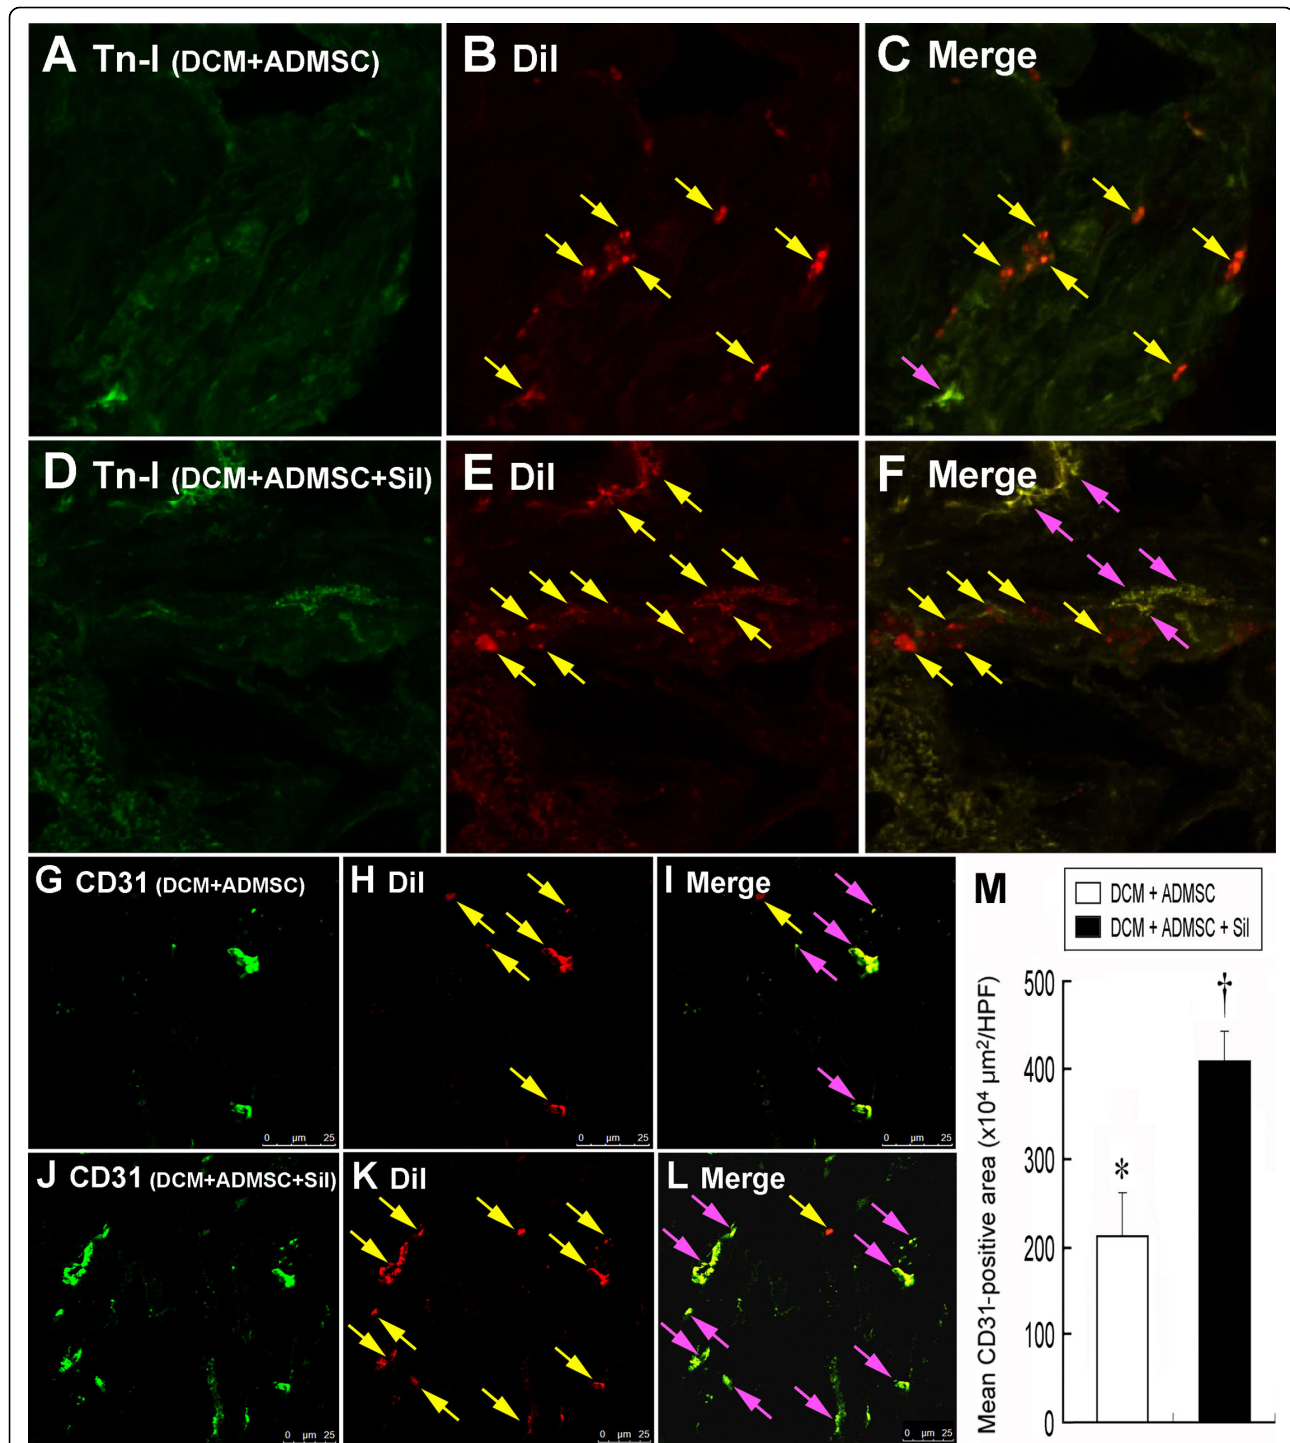 A Tn-I (DCM+ADMSC)
B Dil
C Merge
D Tn-I (DCM+ADMSC+Sil)
E Dil
F Merge
G CD31 (DCM+ADMSC)
0 µm 25
H Dil
0 µm 25
I Merge
0 µm 25
J CD31 (DCM+ADMSC+Sil)
0 µm 25
K Dil
0 µm 25
L Merge
0 µm 25
M
DCM + ADMSC
DCM + ADMSC + Sil
Mean CD31-positive area (x10⁴ µm²/HPF)
500
400
300
200
100
0
*
†